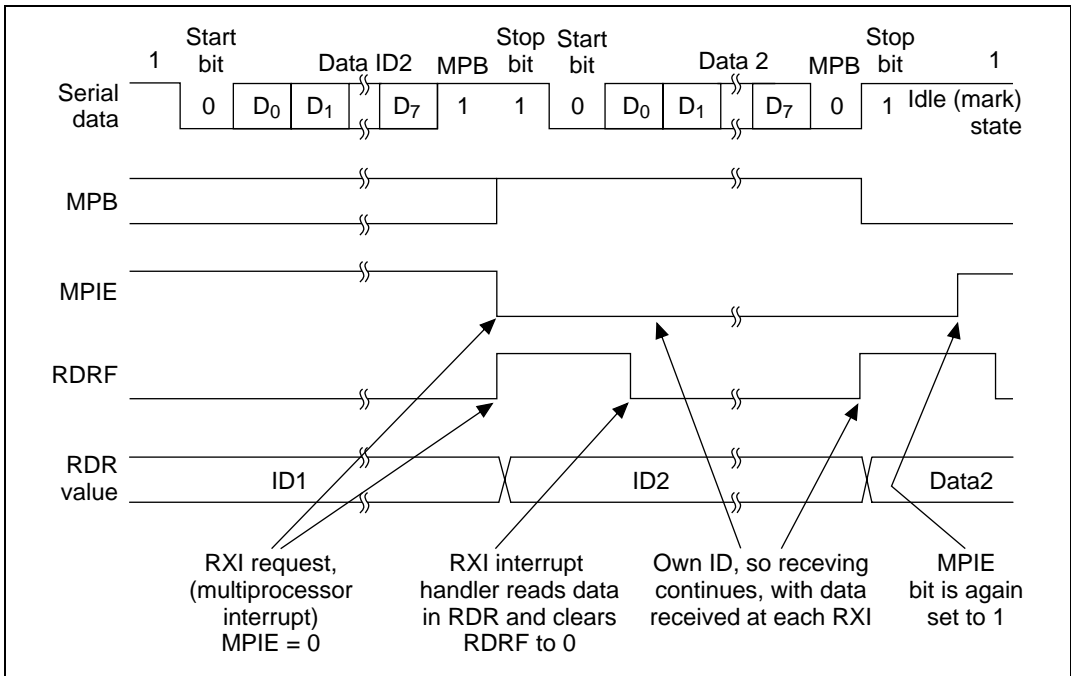 Start Stop Start Stop
1 bit Data ID2 MPB bit bit Data 2 MPB bit 1
Serial data 0 D0 D1 D7 1 1 0 D0 D1 D7 0 1 Idle (mark) state
MPB
MPIE
RDRF
RDR value ID1 ID2 Data2
RXI request,
(multiprocessor
interrupt)
MPIE = 0
RXI interrupt
handler reads data
in RDR and clears
RDRF to 0
Own ID, so receving
continues, with data
received at each RXI
MPIE
bit is again
set to 1